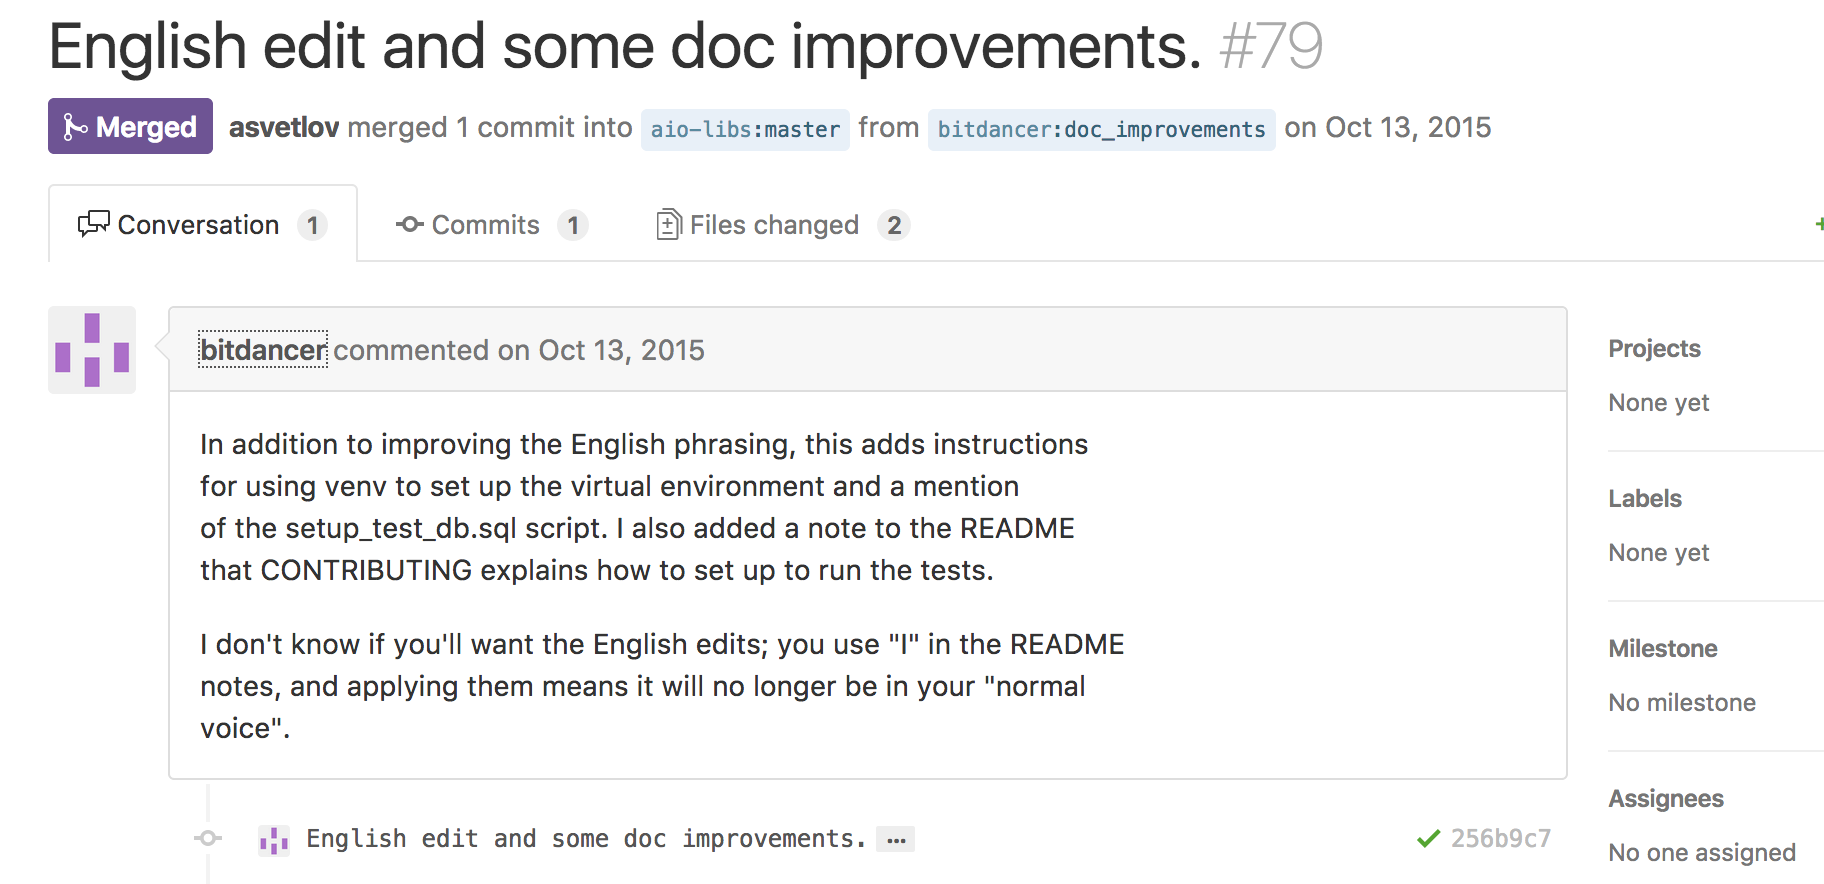 English edit and some doc improvements. #79
Merged asvetlov merged 1 commit into aio-libs:master from bitdancer:doc_improvements on Oct 13, 2015
Conversation 1 Commits 1 Files changed 2 +
bitdancer commented on Oct 13, 2015
In addition to improving the English phrasing, this adds instructions
for using venv to set up the virtual environment and a mention
of the setup_test_db.sql script. I also added a note to the README
that CONTRIBUTING explains how to set up to run the tests.
I don't know if you'll want the English edits; you use "I" in the README
notes, and applying them means it will no longer be in your "normal
voice".
English edit and some doc improvements. ... 256b9c7
Projects
None yet
Labels
None yet
Milestone
No milestone
Assignees
No one assigned